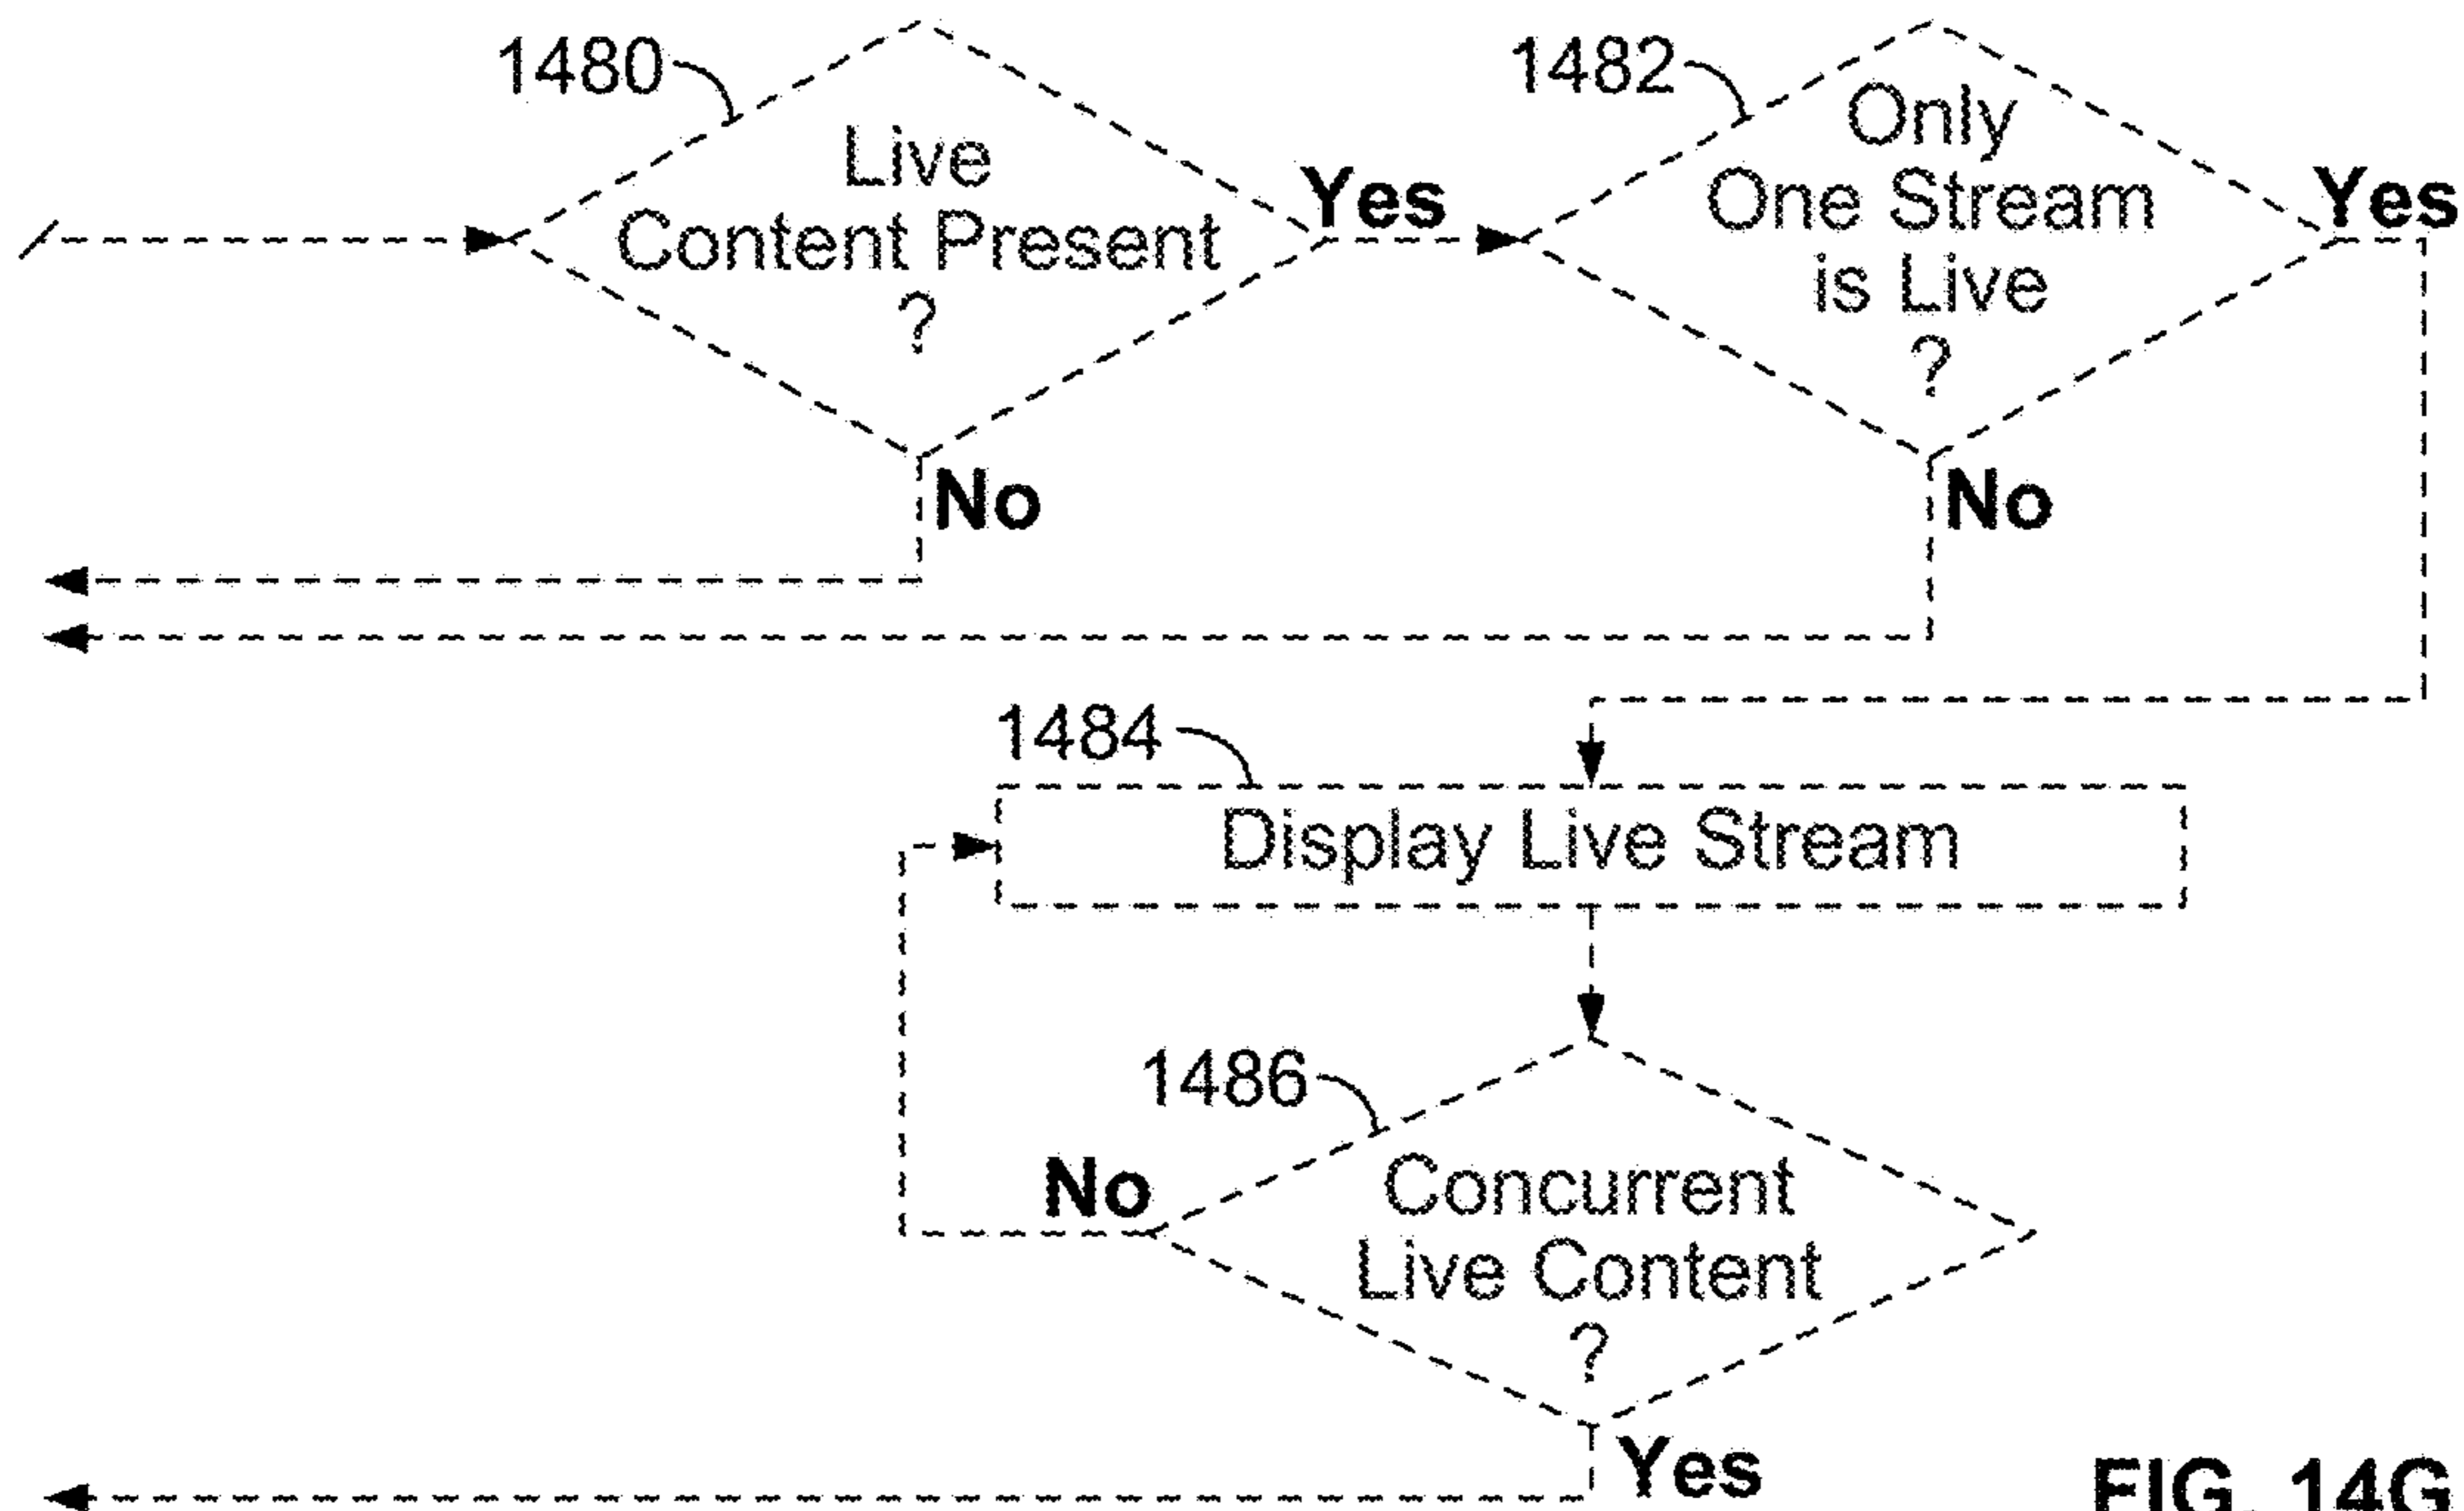 1480
Live
Content Present
?
Yes
No
1482
Only
One Stream
is Live
?
Yes
No
1484
Display Live Stream
1486
Concurrent
Live Content
?
No
Yes
FIG. 14G